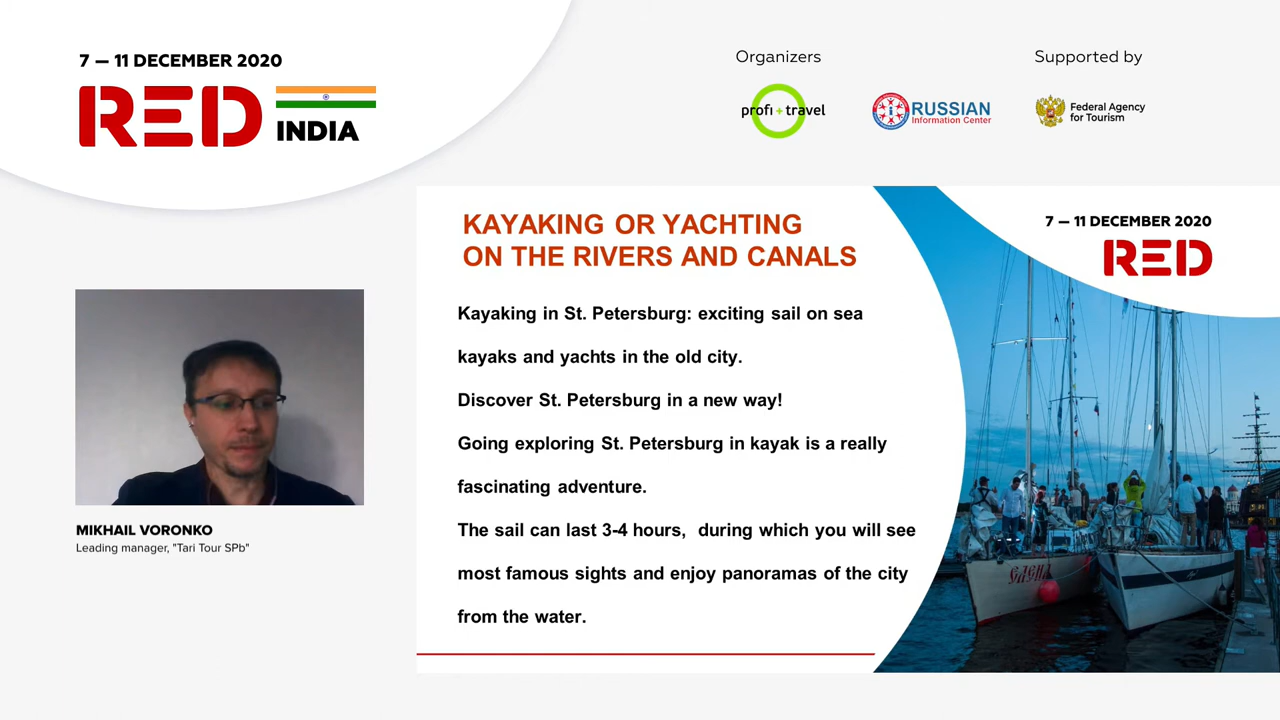 7 — 11 DECEMBER 2020
RED
INDIA
Organizers
Supported by
profi + travel
RUSSIAN
Information Center
Federal Agency
for Tourism
KAYAKING OR YACHTING
ON THE RIVERS AND CANALS
7 — 11 DECEMBER 2020
RED
Kayaking in St. Petersburg: exciting sail on sea
kayaks and yachts in the old city.
Discover St. Petersburg in a new way!
Going exploring St. Petersburg in kayak is a really
fascinating adventure.
The sail can last 3-4 hours,  during which you will see
most famous sights and enjoy panoramas of the city
from the water.
MIKHAIL VORONKO
Leading manager, "Tari Tour SPb"